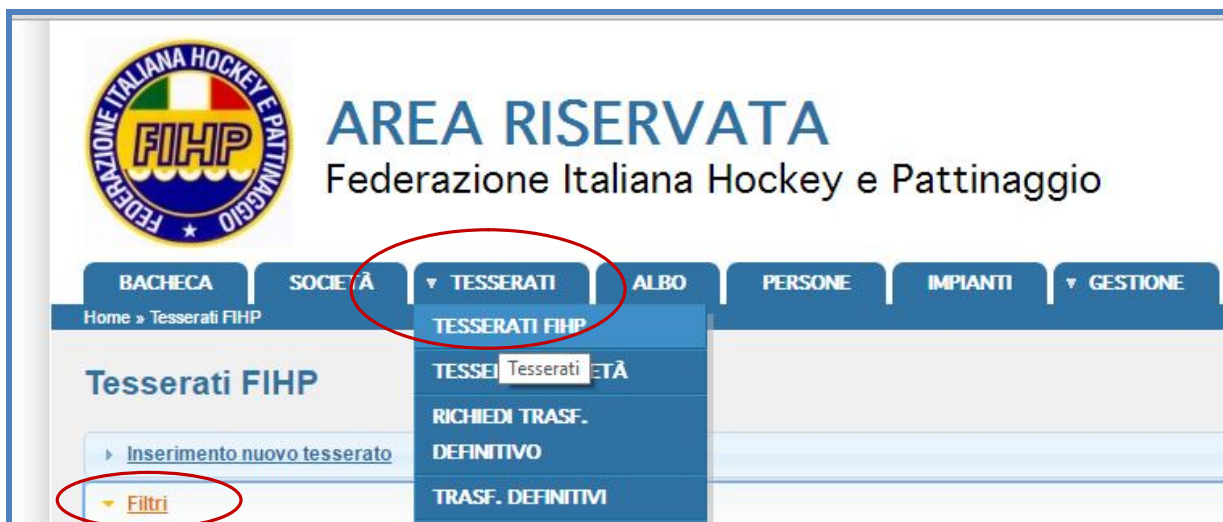 FEDERAZIONE ITALIANA HOCKEY E PATTINAGGIO
FIHP
AREA RISERVATA
Federazione Italiana Hockey e Pattinaggio
BACHECA SOCIETÀ TESSERATI ALBO PERSONE IMPIANTI GESTIONE
Home » Tesserati FIHP
TESSERATI FIHP
Tesserati FIHP
Tesserati
RICHIEDI TRASF.
DEFINITIVO
Inserimento nuovo tesserato
TRASF. DEFINITIVI
Filtri